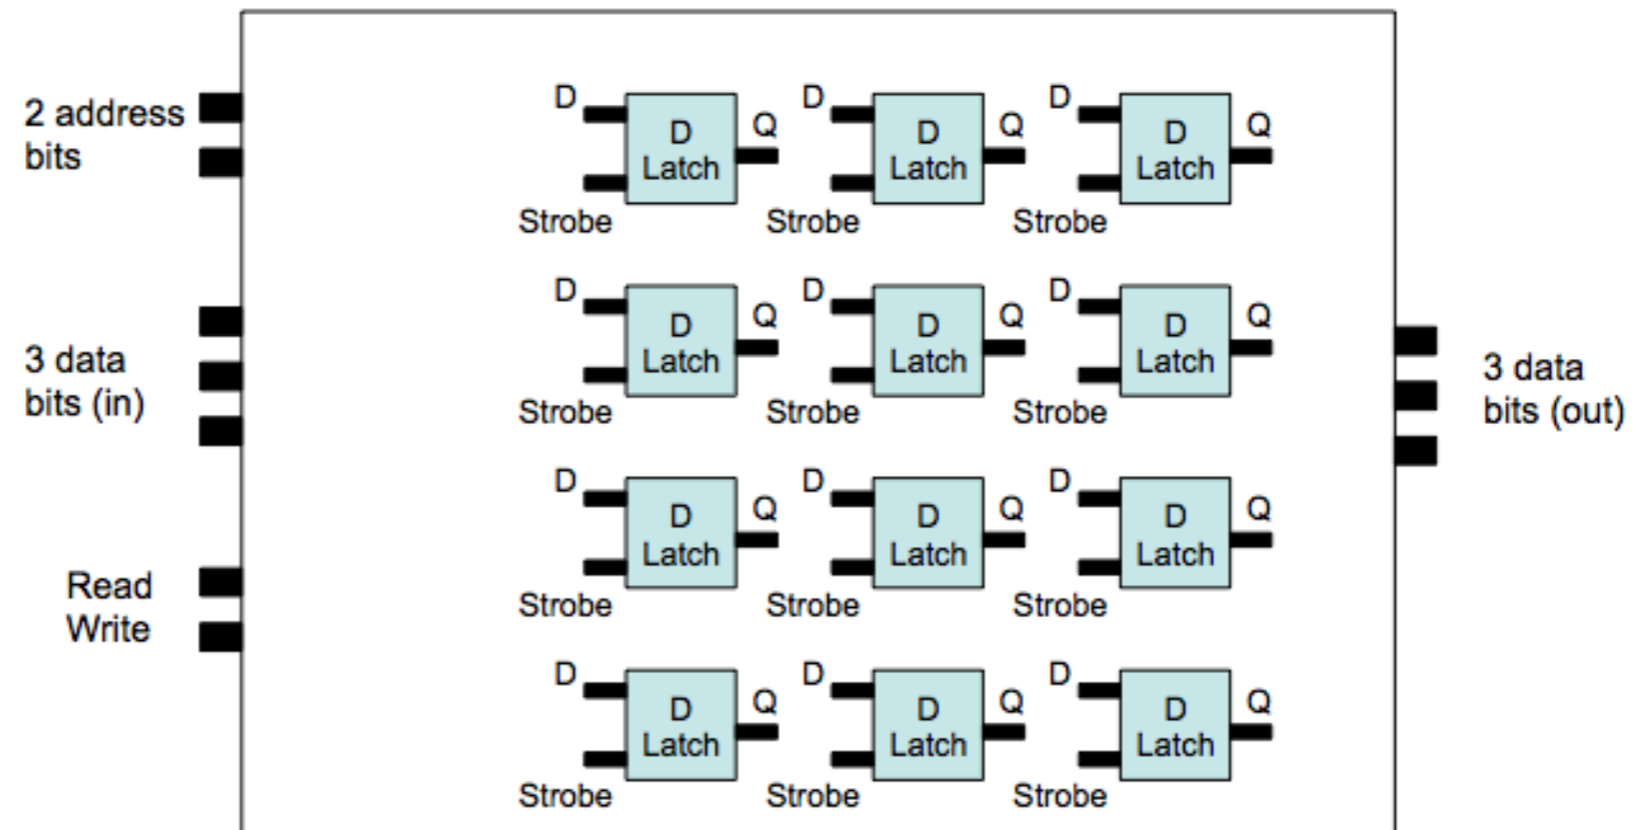 2 address
bits
3 data
bits (in)
Read
Write
D
D
Latch
Q
Strobe
D
D
Latch
Q
Strobe
D
D
Latch
Q
Strobe
D
D
Latch
Q
Strobe
D
D
Latch
Q
Strobe
D
D
Latch
Q
Strobe
D
D
Latch
Q
Strobe
D
D
Latch
Q
Strobe
D
D
Latch
Q
Strobe
D
D
Latch
Q
Strobe
D
D
Latch
Q
Strobe
D
D
Latch
Q
Strobe
3 data
bits (out)